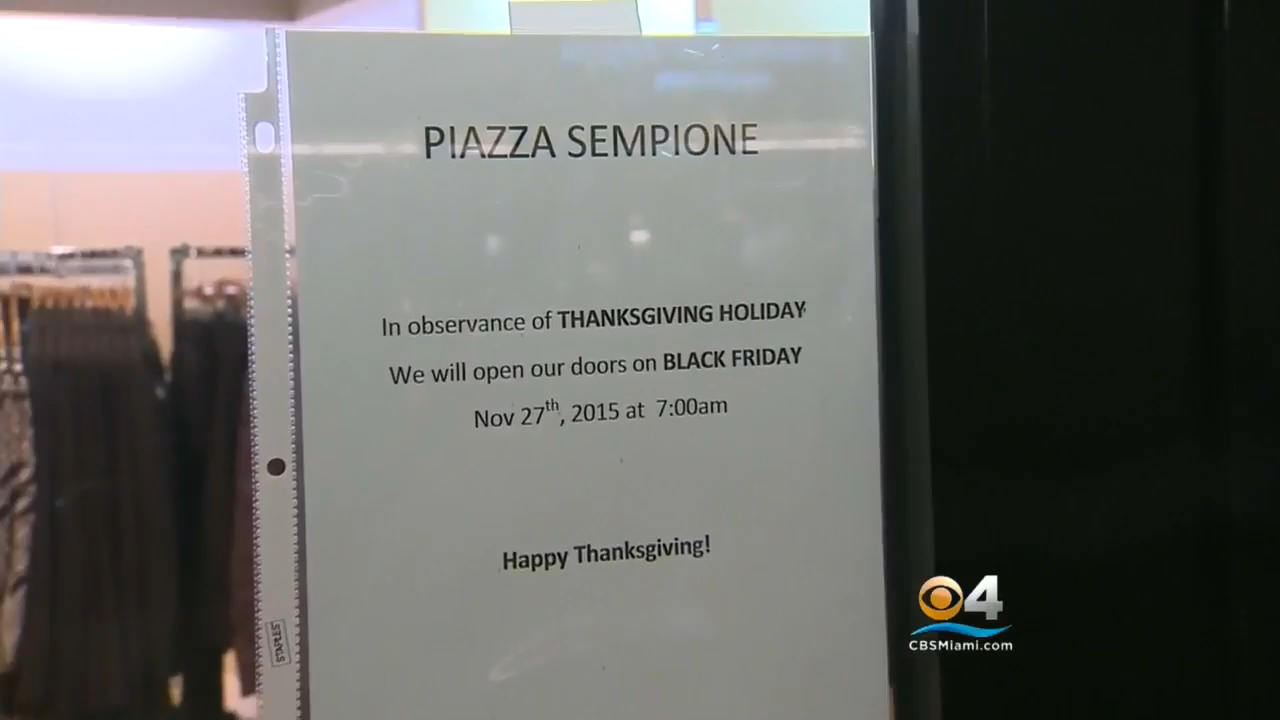 PIAZZA SEMPIONE
In observance of THANKSGIVING HOLIDAY
We will open our doors on BLACK FRIDAY
Nov 27th, 2015 at 7:00am
Happy Thanksgiving!
STAPLES
4
CBSMiami.com